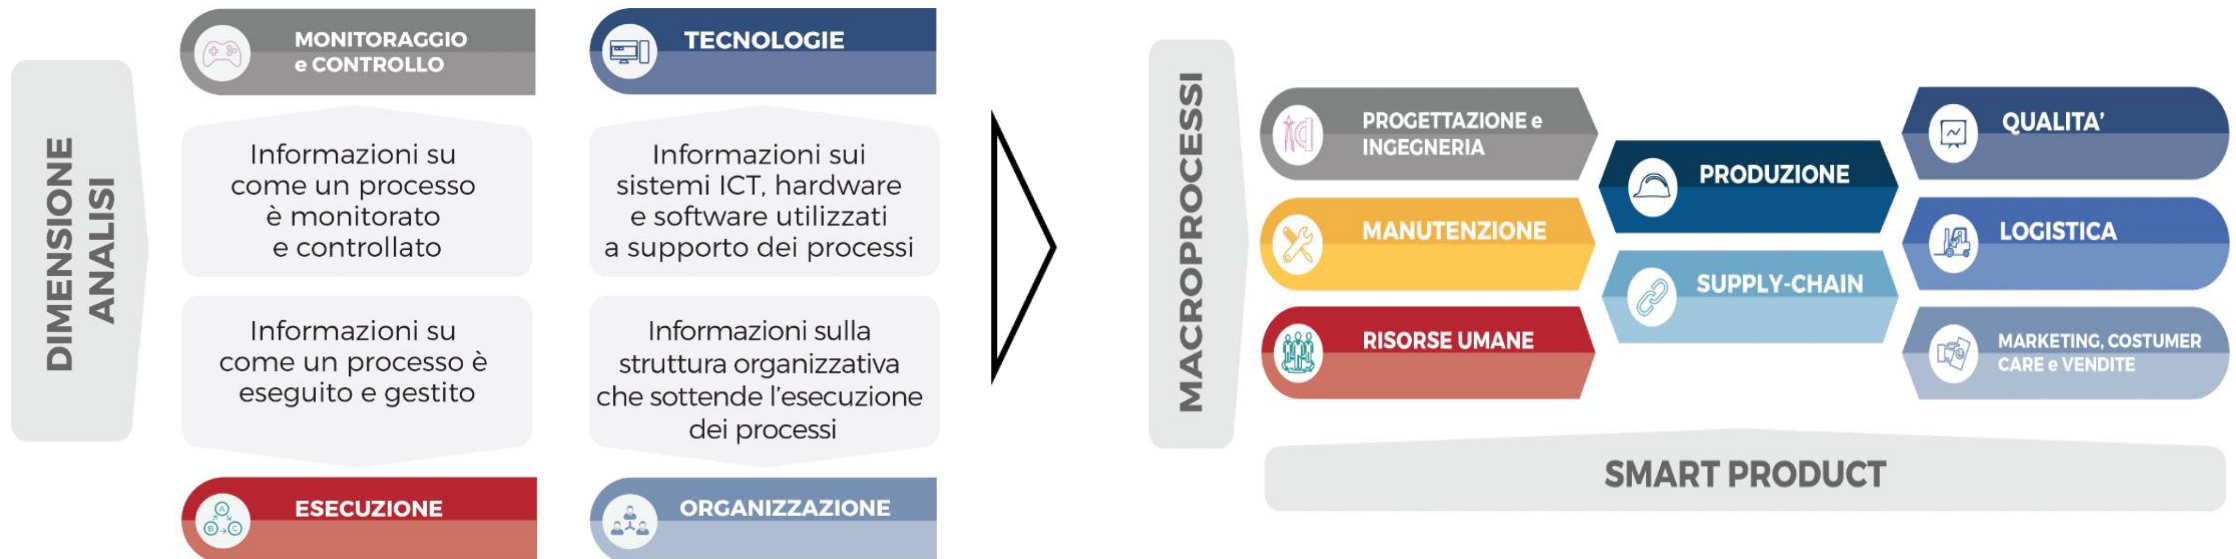 DIMENSIONE
ANALISI
MONITORAGGIO
e CONTROLLO
Informazioni su
come un processo
è monitorato
e controllato
Informazioni su
come un processo è
eseguito e gestito
ESECUZIONE
A
B
C
TECNOLOGIE
Informazioni sui
sistemi ICT, hardware
e software utilizzati
a supporto dei processi
Informazioni sulla
struttura organizzativa
che sottende l'esecuzione
dei processi
ORGANIZZAZIONE
MACROPROCESSI
PROGETTAZIONE e
INGEGNERIA
MANUTENZIONE
RISORSE UMANE
PRODUZIONE
SUPPLY-CHAIN
QUALITA'
LOGISTICA
MARKETING, COSTUMER
CARE e VENDITE
SMART PRODUCT